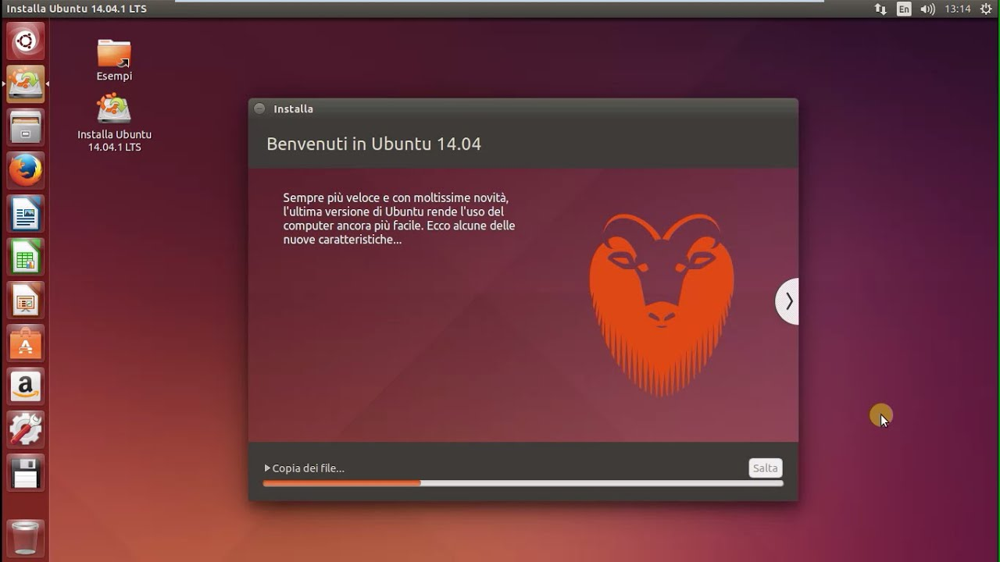 Installa Ubuntu 14.04.1 LTS
En
13:14
Esempi
Installa Ubuntu
14.04.1 LTS
Installa
Benvenuti in Ubuntu 14.04
Sempre più veloce e con moltissime novità,
l'ultima versione di Ubuntu rende l'uso del
computer ancora più facile. Ecco alcune delle
nuove caratteristiche...
Copia dei file...
Salta